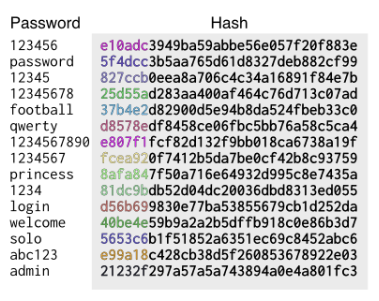 Password Hash
123456 e10adc3949ba59abbe56e057f20f883e
password 5f4dcc3b5aa765d61d8327deb882cf99
12345 827ccb0eea8a706c4c34a16891f84e7b
12345678 25d55ad283aa400af464c76d713c07ad
football 37b4e2d82900d5e94b8da524fbeb33c0
qwerty d8578edf8458ce06fbc5bb76a58c5ca4
1234567890 e807f1fcf82d132f9bb018ca6738a19f
1234567 fcea920f7412b5da7be0cf42b8c93759
princess 8afa847f50a716e64932d995c8e7435a
1234 81dc9bdb52d04dc20036dbd8313ed055
login d56b699830e77ba53855679cb1d252da
welcome 40be4e59b9a2a2b5dffb918c0e86b3d7
solo 5653c6b1f51852a6351ec69c8452abc6
abc123 e99a18c428cb38d5f260853678922e03
admin 21232f297a57a5a743894a0e4a801fc3